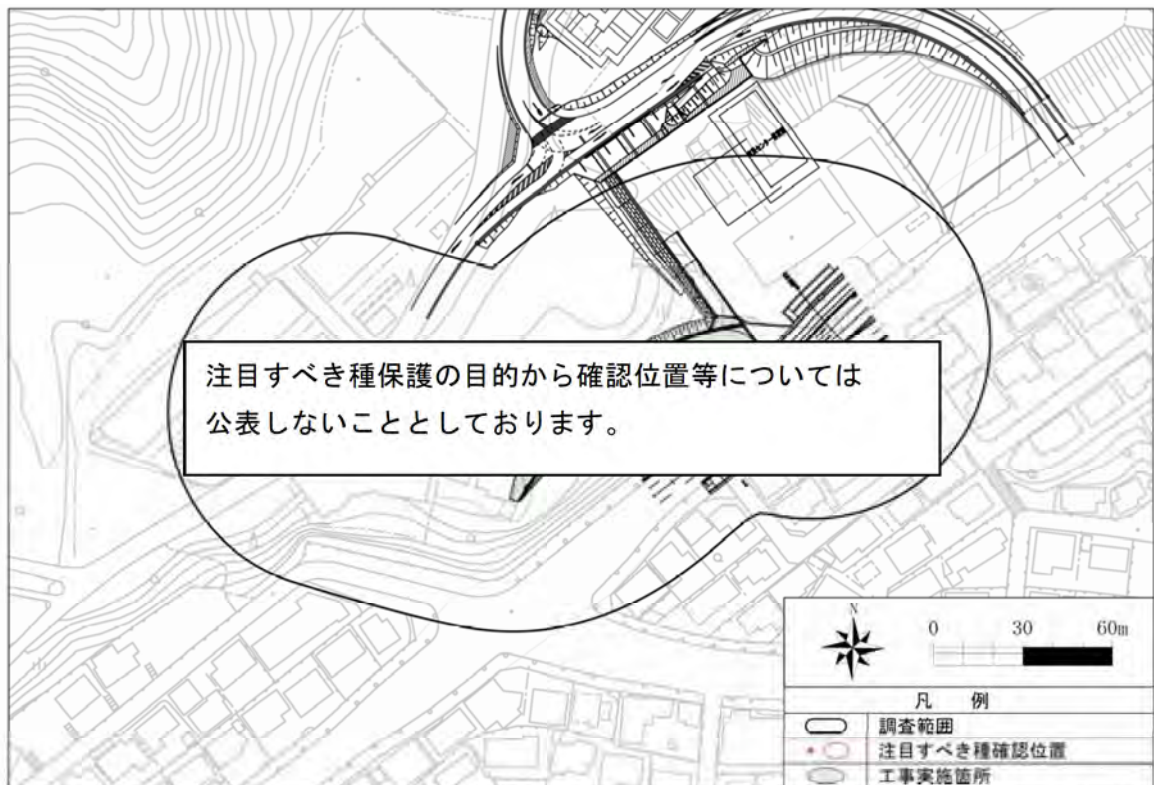 注目すべき種保護の目的から確認位置等については
公表しないこととしております。
N
0 30 60m
凡 例
調査範囲
注目すべき種確認位置
工事実施箇所